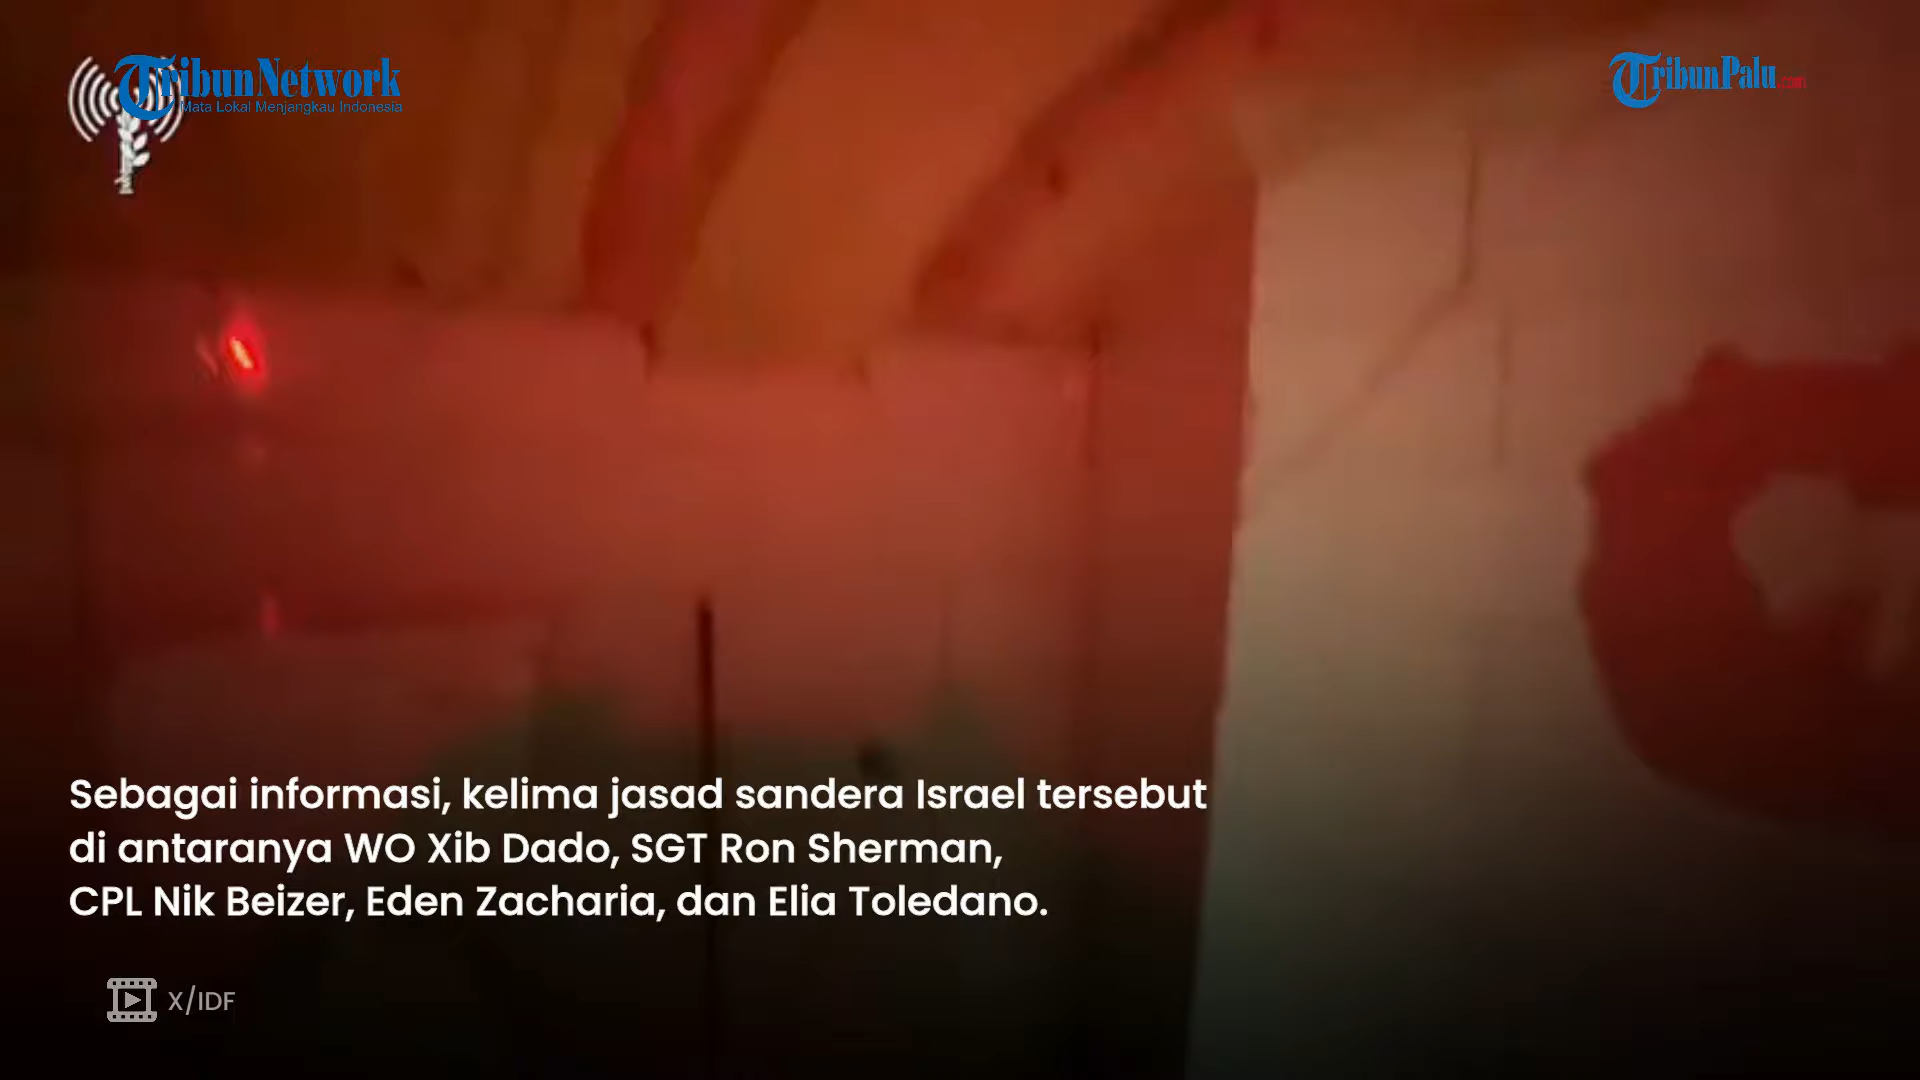 TribunNetwork
Mata Lokal Menjangkau Indonesia
TribunPalu.com
Sebagai informasi, kelima jasad sandera Israel tersebut
di antaranya WO Xib Dado, SGT Ron Sherman,
CPL Nik Beizer, Eden Zacharia, dan Elia Toledano.
X/IDF